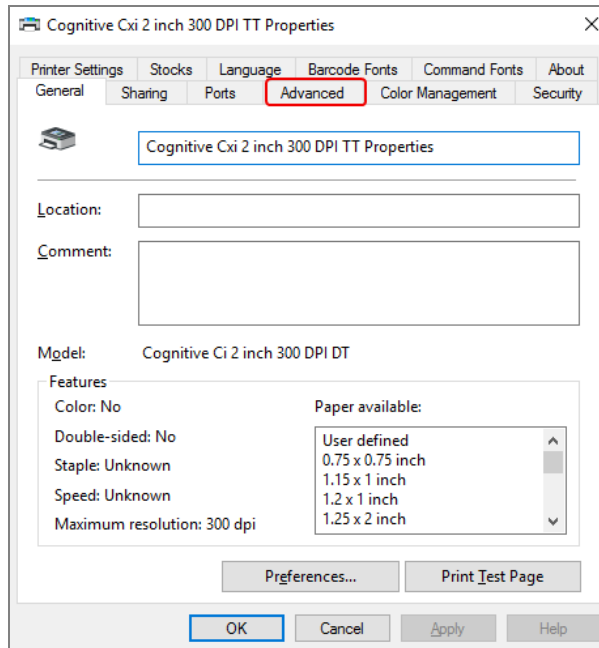 Cognitive Cxi 2 inch 300 DPI TT Properties
Printer Settings Stocks Language Barcode Fonts Command Fonts About
General Sharing Ports Advanced Color Management Security
Cognitive Cxi 2 inch 300 DPI TT Properties
Location:
Comment:
Model: Cognitive Ci 2 inch 300 DPI DT
Features
Color: No Paper available:
Double-sided: No User defined
Staple: Unknown 0.75 x 0.75 inch
1.15 x 1 inch
Speed: Unknown 1.2 x 1 inch
Maximum resolution: 300 dpi 1.25 x 2 inch
Preferences... Print Test Page
OK Cancel Apply Help